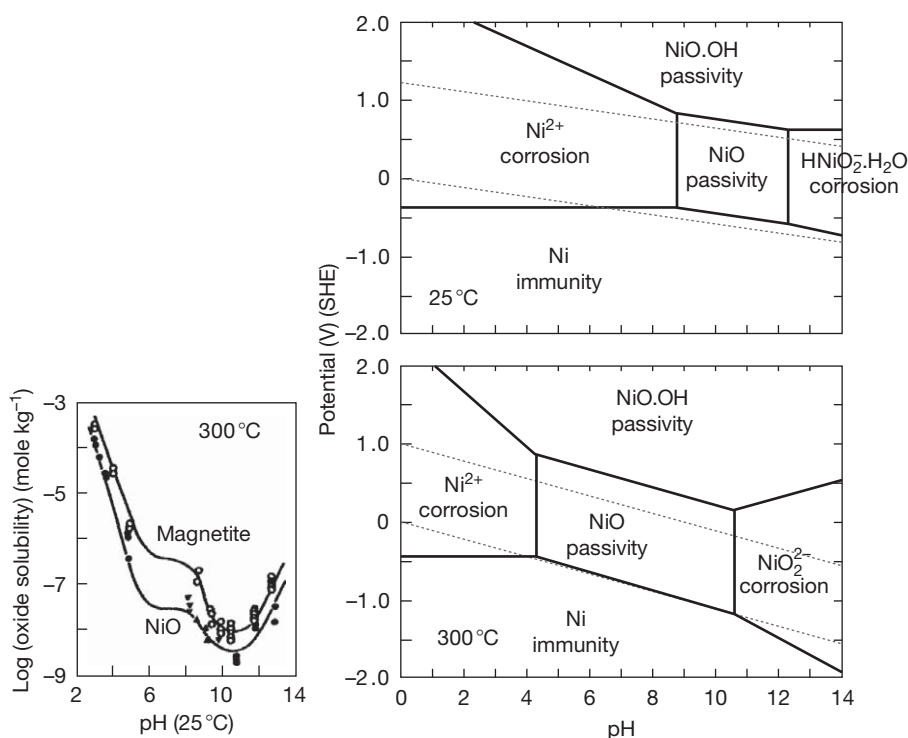 2.0
1.0
0
−1.0
−2.0
NiO.OH
passivity
Ni²⁺
corrosion
NiO
passivity
HNiO₂⁻.H₂O
corrosion
Ni
immunity
25 °C
Potential (V) (SHE)
2.0
1.0
0
−1.0
−2.0
NiO.OH
passivity
Ni²⁺
corrosion
NiO
passivity
NiO₂²⁻
corrosion
Ni
immunity
300 °C
0 2 4 6 8 10 12 14
pH
Log (oxide solubility) (mole kg⁻¹)
−3
−5
−7
−9
300 °C
Magnetite
NiO
2 6 10 14
pH (25 °C)